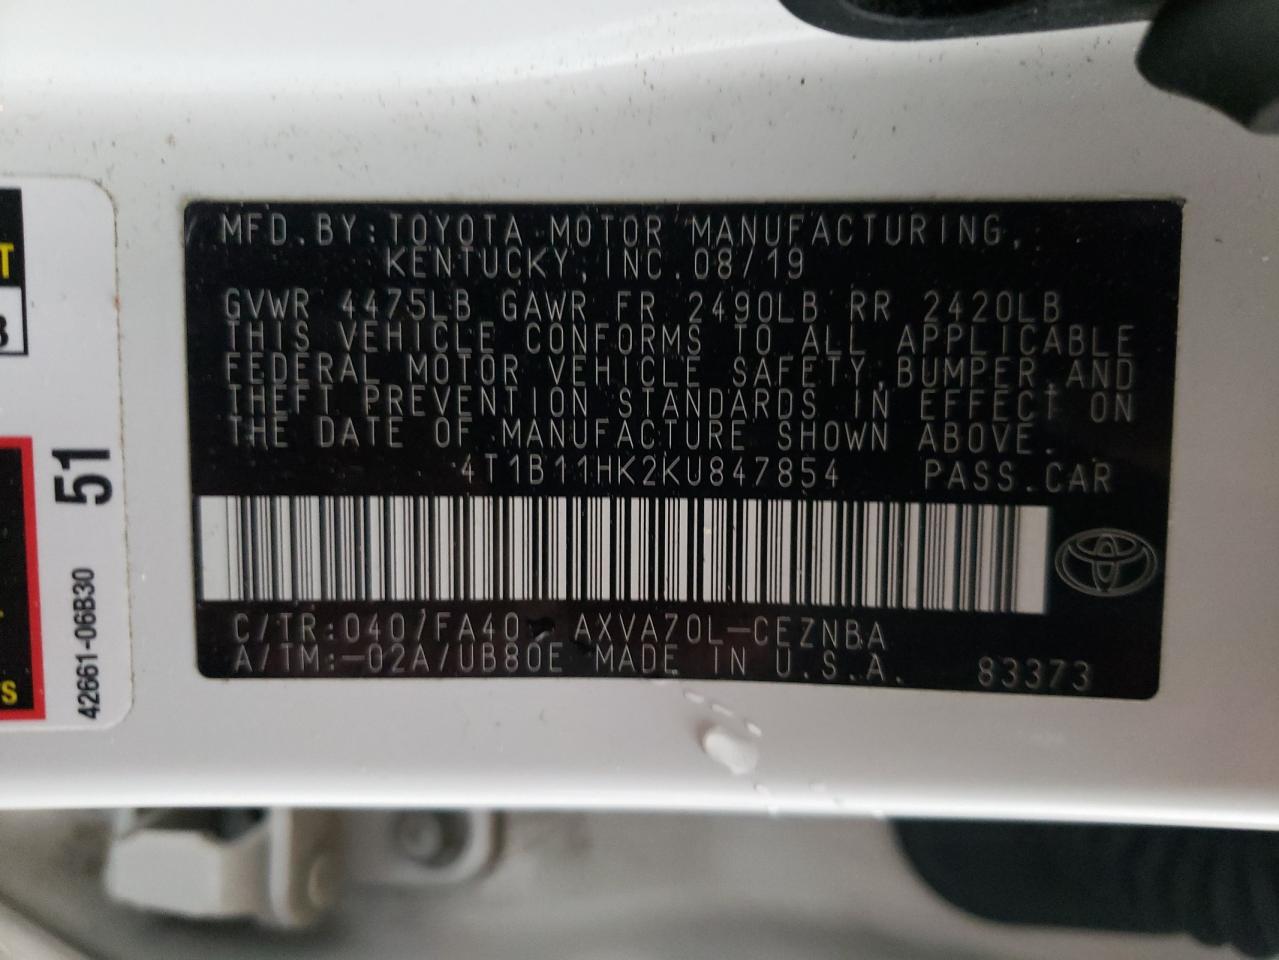 MFD.BY:TOYOTA MOTOR MANUFACTURING,
KENTUCKY,INC.08/19
GVWR 4475LB GAWR FR 2490LB RR 2420LB
THIS VEHICLE CONFORMS TO ALL APPLICABLE
FEDERAL MOTOR VEHICLE SAFETY,BUMPER,AND
THEFT PREVENTION STANDARDS IN EFFECT ON
THE DATE OF MANUFACTURE SHOWN ABOVE.
4T1B11HK2KU847854 PASS.CAR
C/TR:040/FA40 AXVA70L-CEZNBA
A/TM:-02A/UB80E MADE IN U.S.A. 83373
51
42661-06B30